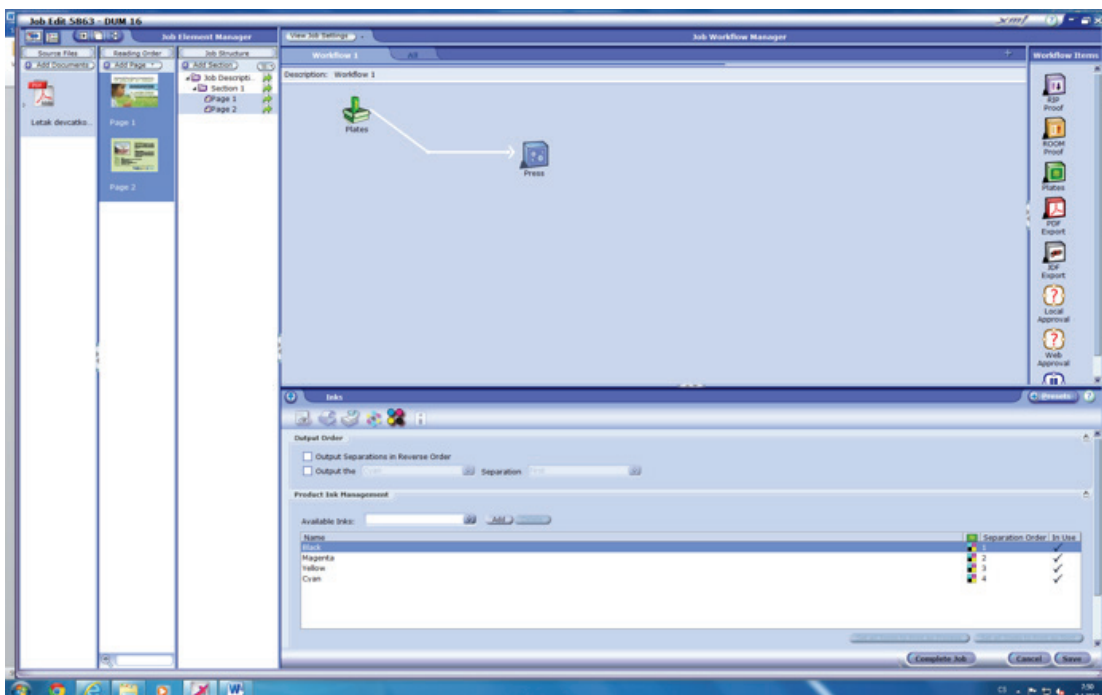 Job Edit 5863 - DUM 16
xmf
Job Element Manager
View Job Settings
Job Workflow Manager
Source Files
Reading Order
Job Structure
Workflow 1
All
Workflow Items
Add Documents
Add Page
Add Section
Description: Workflow 1
Job Descripti..
Section 1
Page 1
Page 2
Letak devcatko...
Page 1
Page 2
Plates
Press
RIP
Proof
ROOM
Proof
Plates
PDF
Export
JDF
Export
Local
Approval
Web
Approval
Inks
Presets
Output Order
Output Separations in Reverse Order
Output the Cyan Separation
Product Ink Management
Available Inks:
Add
Name Separation Order In Use
Black 1
Magenta 2
Yellow 3
Cyan 4
Complete Job
Cancel
Save
CS
7:50